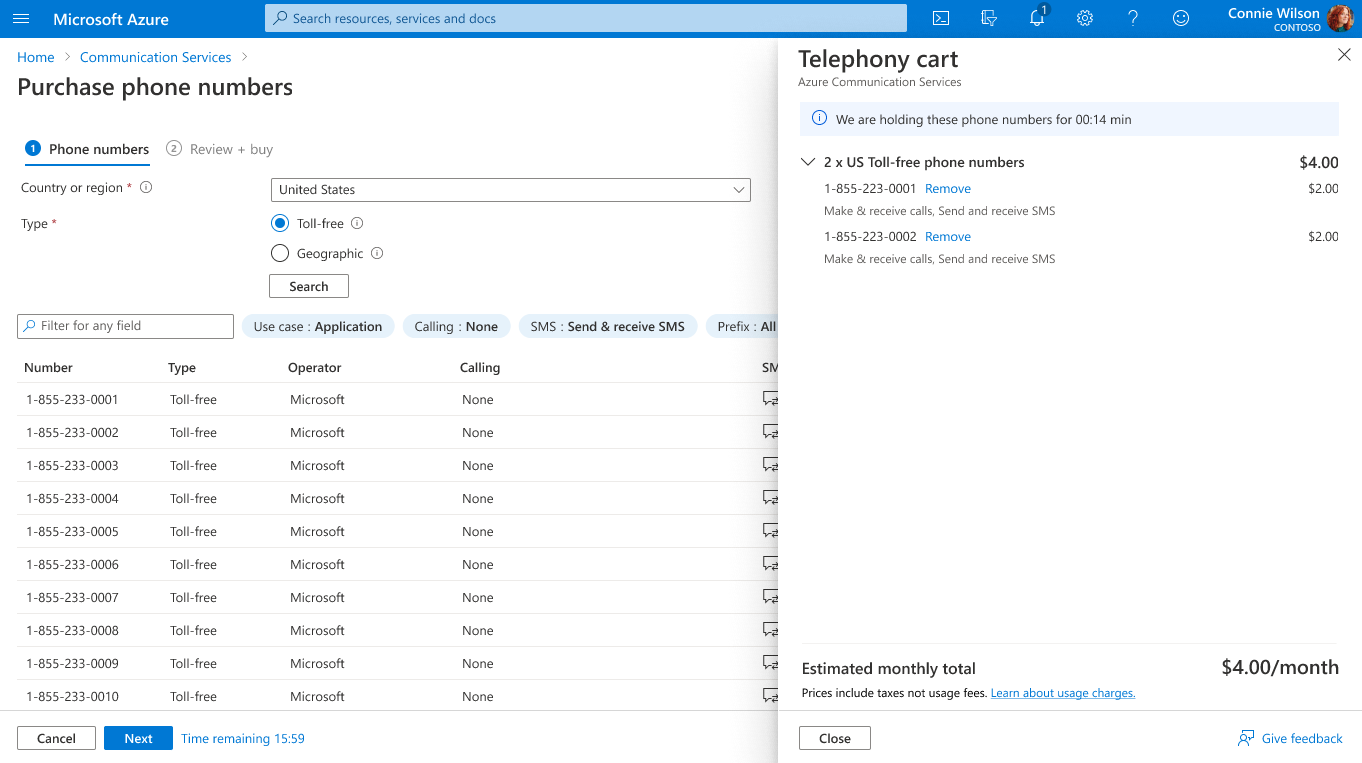 Microsoft Azure
Search resources, services and docs
1
Connie Wilson
CONTOSO
Home > Communication Services >
Purchase phone numbers
1 Phone numbers
2 Review + buy
Country or region *
United States
Type *
Toll-free
Geographic
Search
Filter for any field
Use case : Application
Calling : None
SMS : Send & receive SMS
Prefix : All
Number Type Operator Calling SM
1-855-233-0001 Toll-free Microsoft None
1-855-233-0002 Toll-free Microsoft None
1-855-233-0003 Toll-free Microsoft None
1-855-233-0004 Toll-free Microsoft None
1-855-233-0005 Toll-free Microsoft None
1-855-233-0006 Toll-free Microsoft None
1-855-233-0007 Toll-free Microsoft None
1-855-233-0008 Toll-free Microsoft None
1-855-233-0009 Toll-free Microsoft None
1-855-233-0010 Toll-free Microsoft None
Cancel
Next
Time remaining 15:59
Telephony cart
Azure Communication Services
We are holding these phone numbers for 00:14 min
2 x US Toll-free phone numbers $4.00
1-855-223-0001 Remove $2.00
Make & receive calls, Send and receive SMS
1-855-223-0002 Remove $2.00
Make & receive calls, Send and receive SMS
Estimated monthly total $4.00/month
Prices include taxes not usage fees. Learn about usage charges.
Close
Give feedback